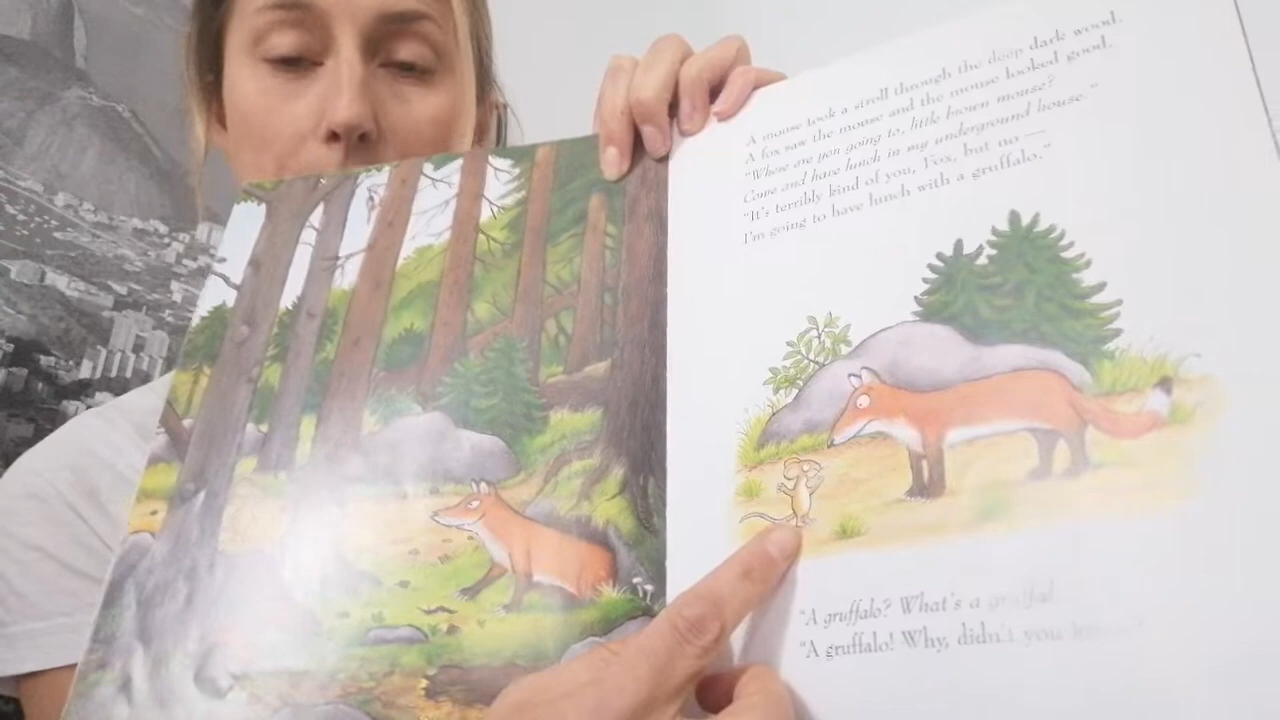 A mouse took a stroll through the deep dark wood.
A fox saw the mouse and the mouse looked good.
"Where are you going to, little brown mouse?
Come and have lunch in my underground house."
"It's terribly kind of you, Fox, but no —
I'm going to have lunch with a gruffalo."
"A gruffalo? What's a
"A gruffalo! Why, didn't you